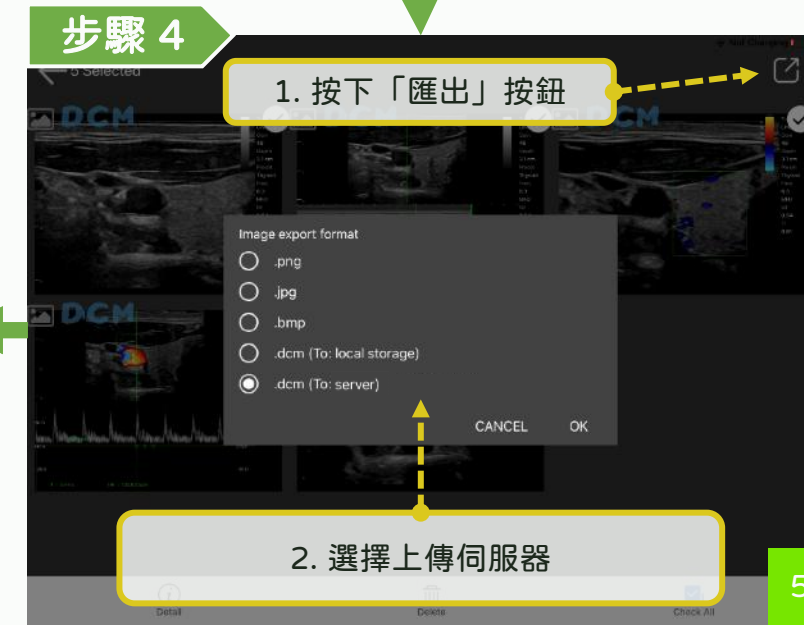 步驟 4
5 Selected
1. 按下「匯出」按鈕
DCM
CM
Image export format
.png
.jpg
.bmp
.dcm (To: local storage)
.dcm (To: server)
CANCEL
OK
DCM
2. 選擇上傳伺服器
Detail
Delete
Check All
5